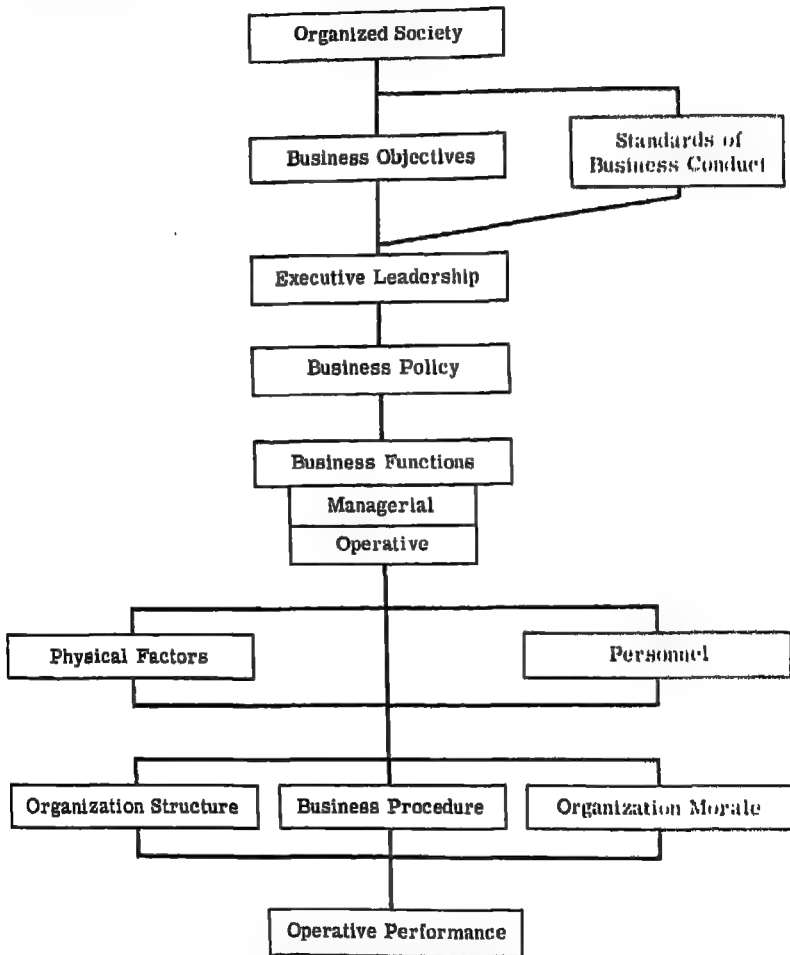 Organized Society
Business Objectives
Standards of
Business Conduct
Executive Leadership
Business Policy
Business Functions
Managerial
Operative
Physical Factors
Personnel
Organization Structure
Business Procedure
Organization Morale
Operative Performance